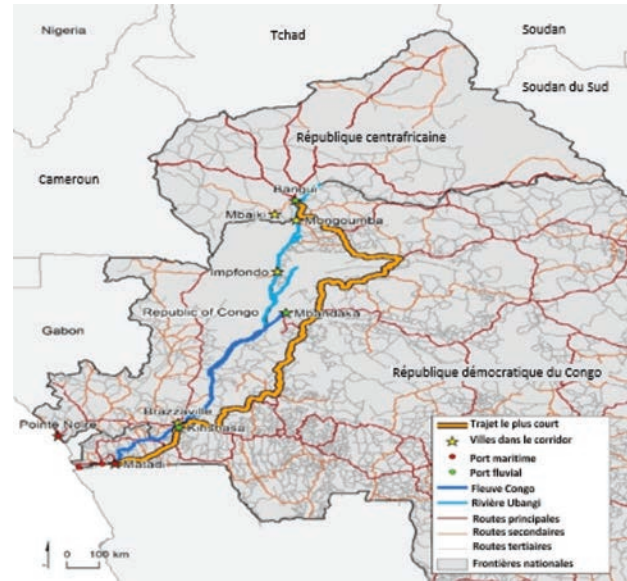 Nigeria
Tchad
Soudan
Soudan du Sud
République centrafricaine
Cameroun
Bangui
Mbaiki
Mongoumba
Impfondo
Republic of Congo
Mbandaka
Gabon
République démocratique du Congo
Brazzaville
Pointe Noire
Kinshasa
Matadi
Trajet le plus court
Villes dans le corridor
Port maritime
Port fluvial
Fleuve Congo
Rivière Ubangi
Routes principales
Routes secondaires
Routes tertiaires
Frontières nationales
0 100 km